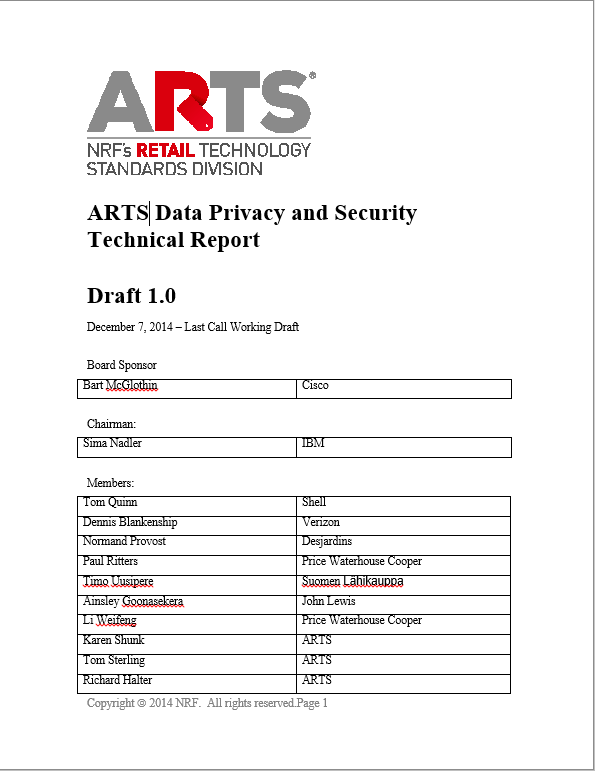 ARTS®
NRF's RETAIL TECHNOLOGY
STANDARDS DIVISION
ARTS Data Privacy and Security
Technical Report
Draft 1.0
December 7, 2014 – Last Call Working Draft
Board Sponsor
Bart McGlothin Cisco
Chairman:
Sima Nadler IBM
Members:
Tom Quinn Shell
Dennis Blankenship Verizon
Normand Provost Desjardins
Paul Ritters Price Waterhouse Cooper
Timo Uusipere Suomen Lähikauppa
Ainsley Goonasekera John Lewis
Li Weifeng Price Waterhouse Cooper
Karen Shunk ARTS
Tom Sterling ARTS
Richard Halter ARTS
Copyright © 2014 NRF.  All rights reserved.Page 1